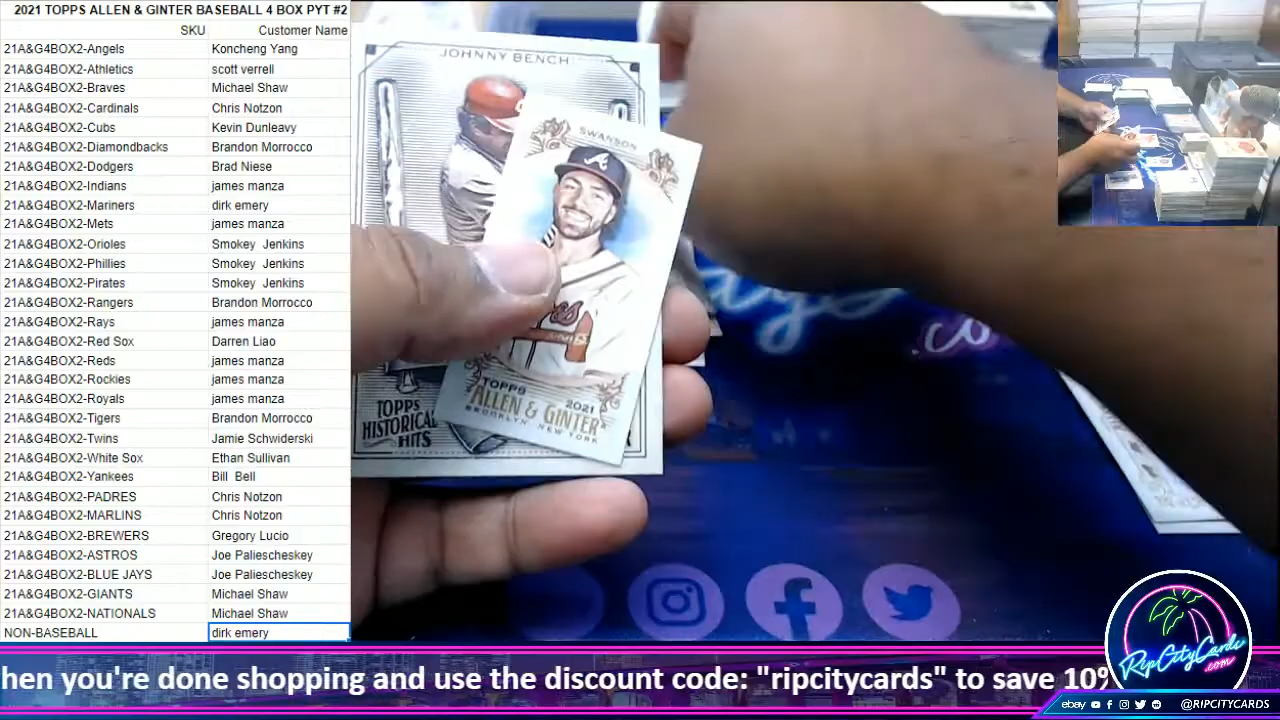 2021 TOPPS ALLEN & GINTER BASEBALL 4 BOX PYT #2
SKU Customer Name
21A&G4BOX2-Angels Koncheng Yang
21A&G4BOX2-Athletics scott verrell
21A&G4BOX2-Braves Michael Shaw
21A&G4BOX2-Cardinals Chris Notzon
21A&G4BOX2-Cubs Kevin Dunleavy
21A&G4BOX2-Diamondbacks Brandon Morrocco
21A&G4BOX2-Dodgers Brad Niese
21A&G4BOX2-Indians james manza
21A&G4BOX2-Mariners dirk emery
21A&G4BOX2-Mets james manza
21A&G4BOX2-Orioles Smokey Jenkins
21A&G4BOX2-Phillies Smokey Jenkins
21A&G4BOX2-Pirates Smokey Jenkins
21A&G4BOX2-Rangers Brandon Morrocco
21A&G4BOX2-Rays james manza
21A&G4BOX2-Red Sox Darren Liao
21A&G4BOX2-Reds james manza
21A&G4BOX2-Rockies james manza
21A&G4BOX2-Royals james manza
21A&G4BOX2-Tigers Brandon Morrocco
21A&G4BOX2-Twins Jamie Schwiderski
21A&G4BOX2-White Sox Ethan Sullivan
21A&G4BOX2-Yankees Bill Bell
21A&G4BOX2-PADRES Chris Notzon
21A&G4BOX2-MARLINS Chris Notzon
21A&G4BOX2-BREWERS Gregory Lucio
21A&G4BOX2-ASTROS Joe Paliescheskey
21A&G4BOX2-BLUE JAYS Joe Paliescheskey
21A&G4BOX2-GIANTS Michael Shaw
21A&G4BOX2-NATIONALS Michael Shaw
NON-BASEBALL dirk emery
JOHNNY BENCH
SWANSON
A
TOPPS 2021
ALLEN & GINTER
BROOKLYN NEW YORK
TOPPS
HISTORICAL
HITS
.co
hen you're done shopping and use the discount code: "ripcitycards" to save 10%
RipCityCards
.com
ebay @RIPCITYCARDS